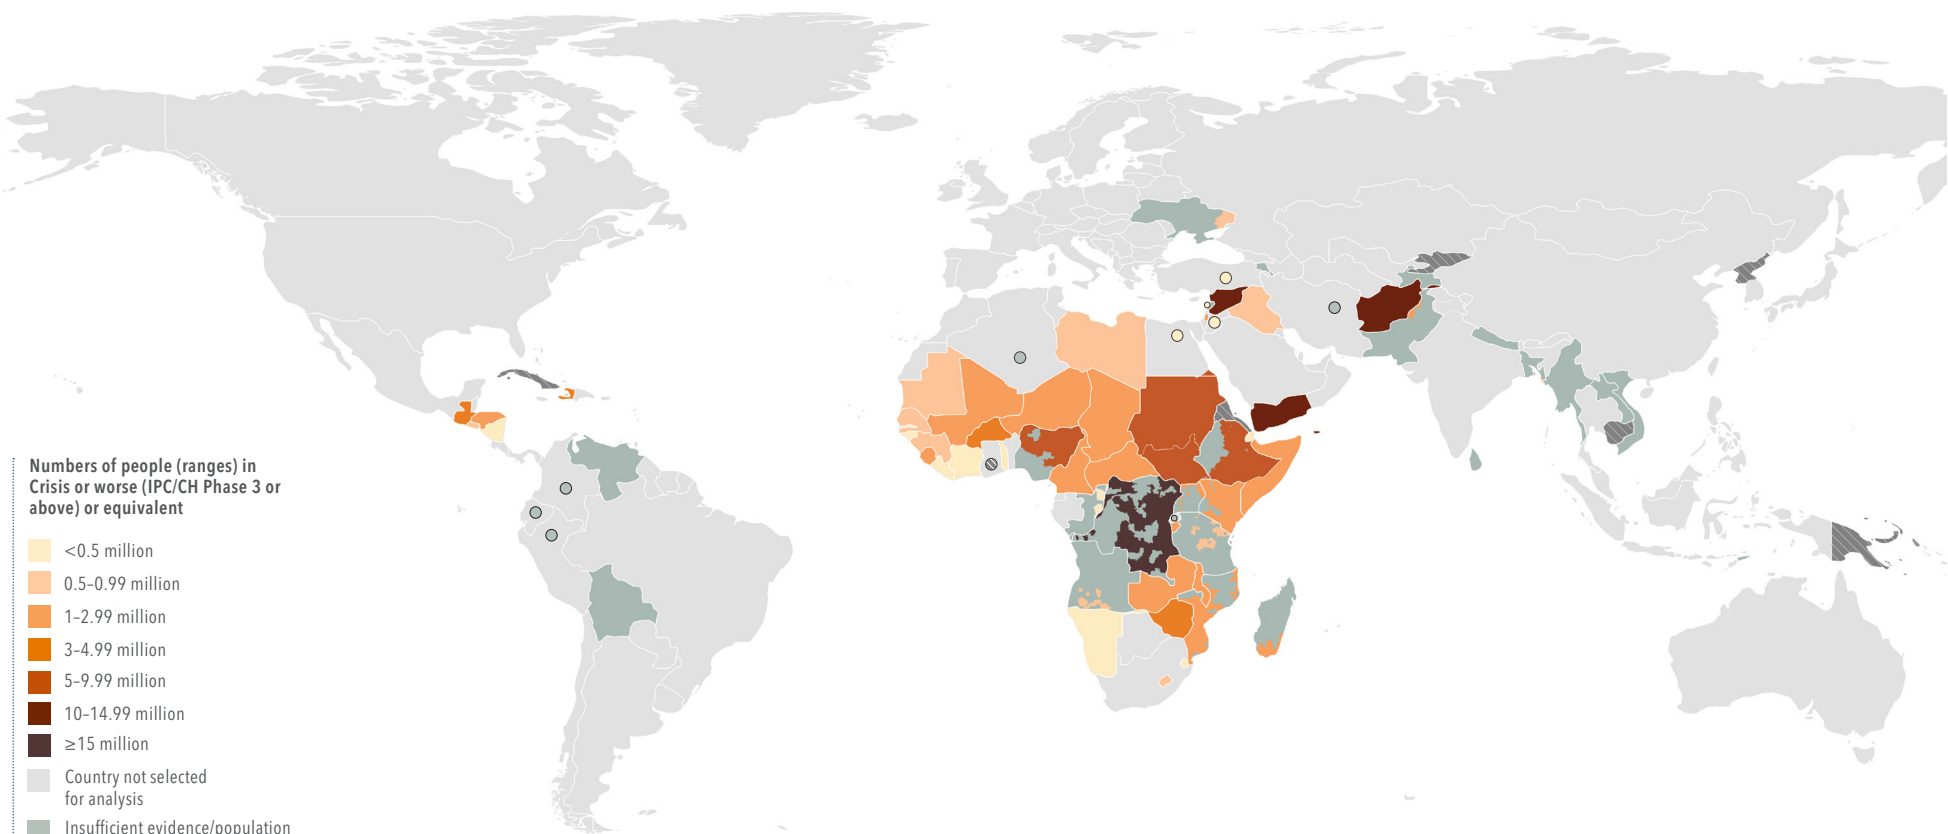 Numbers of people (ranges) in
Crisis or worse (IPC/CH Phase 3 or
above) or equivalent
<0.5 million
0.5–0.99 million
1–2.99 million
3–4.99 million
5–9.99 million
10–14.99 million
≥15 million
Country not selected
for analysis
Insufficient evidence/population